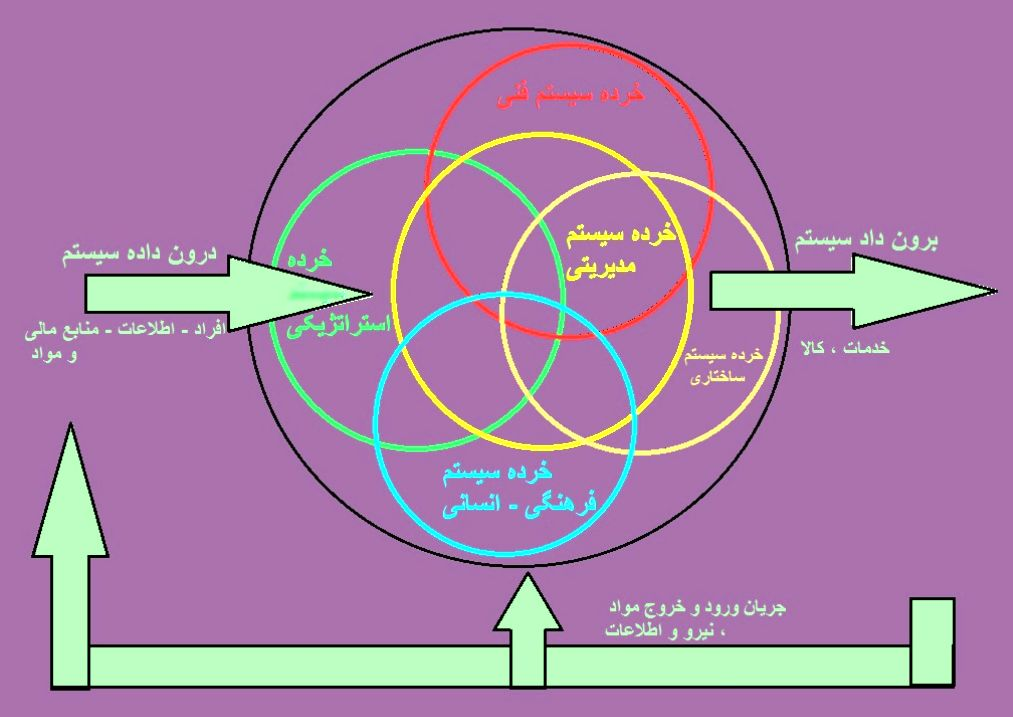 خرده سیستم فنی
خرده سیستم
مدیریتی
برون داد سیستم
درون داده سیستم
خرده
استراتژیکی
افراد - اطلاعات - منابع مالی
و مواد
خدمات ، کالا
خرده سیستم
ساختاری
خرده سیستم
فرهنگی - انسانی
جریان ورود و خروج مواد
، نیرو و اطلاعات